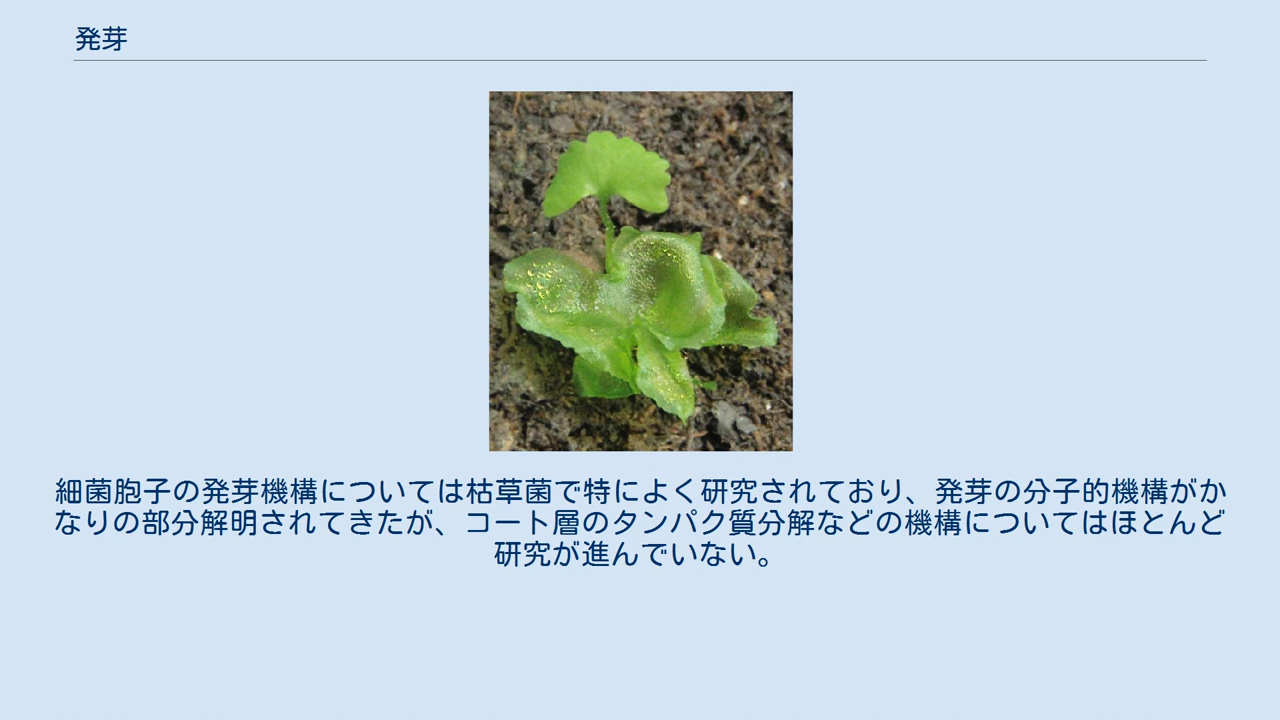 発芽
細菌胞子の発芽機構については枯草菌で特によく研究されており、発芽の分子的機構がか
なりの部分解明されてきたが、コート層のタンパク質分解などの機構についてはほとんど
研究が進んでいない。